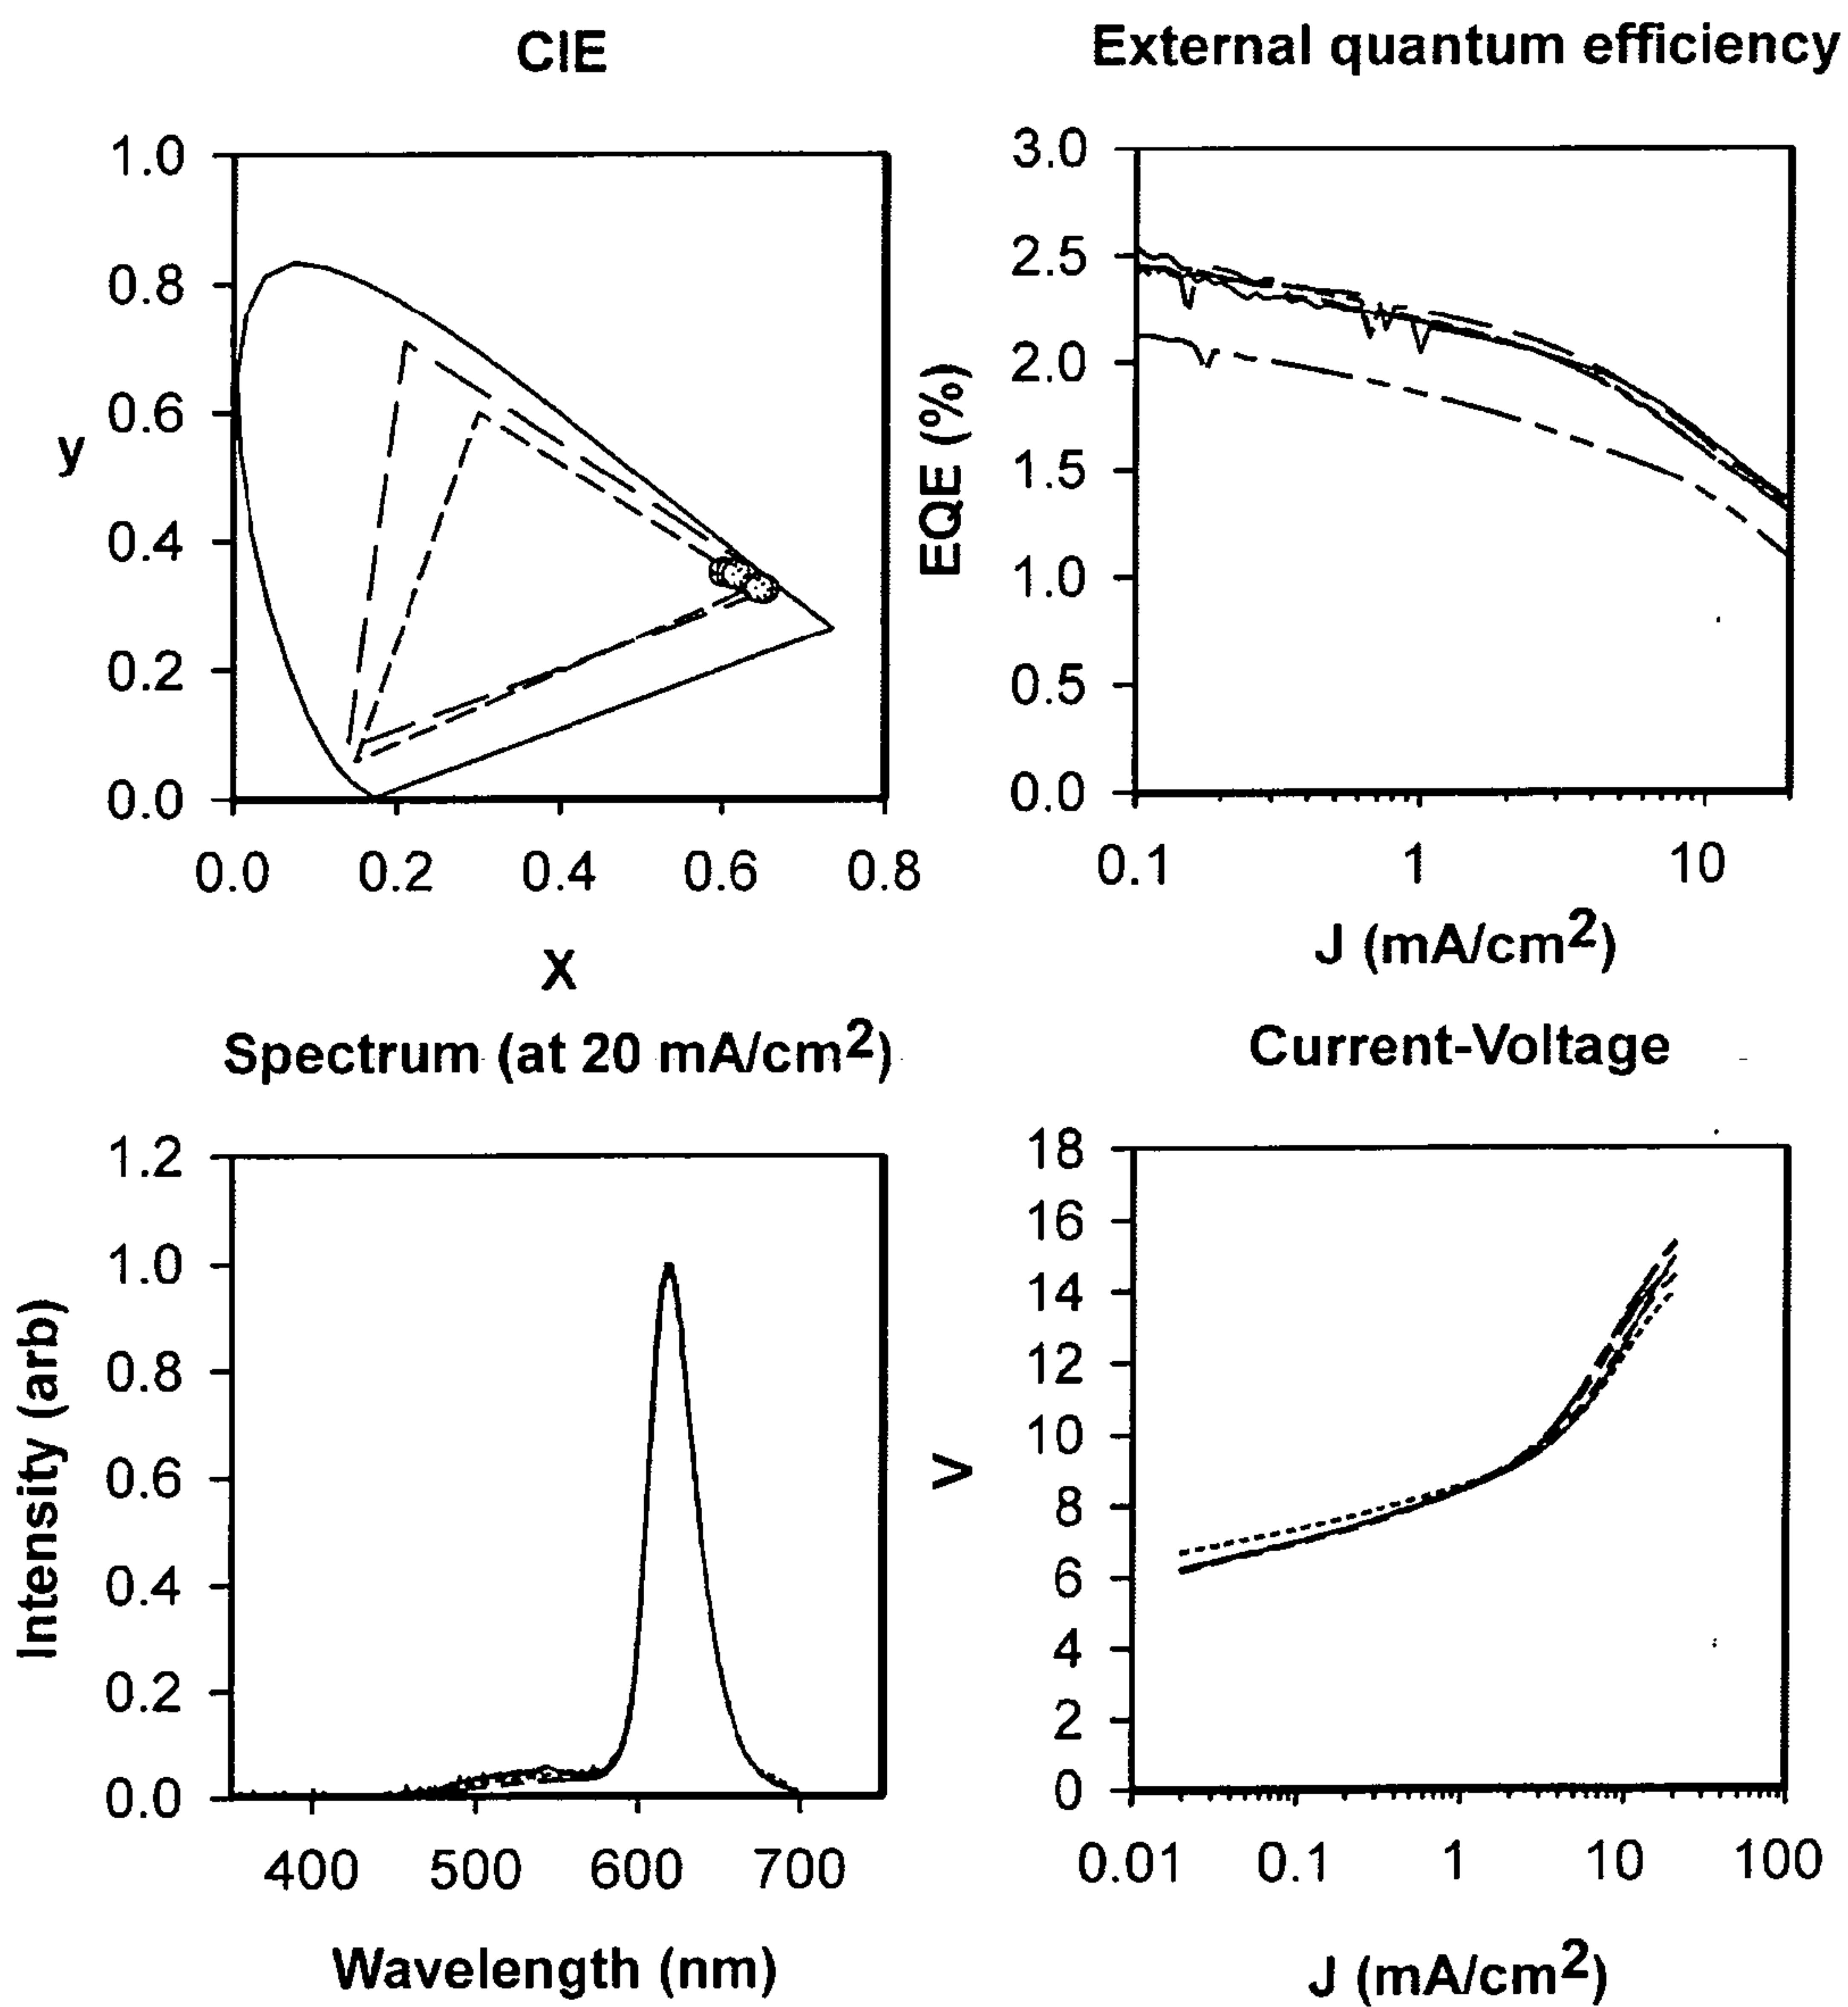 CIE
1.0
0.8
0.6
0.4
0.2
0.0
y
0.0 0.2 0.4 0.6 0.8
X
External quantum efficiency
3.0
2.5
2.0
1.5
1.0
0.5
0.0
EQE (%)
0.1 1 10
J (mA/cm2)
Spectrum (at 20 mA/cm2)
1.2
1.0
0.8
0.6
0.4
0.2
0.0
Intensity (arb)
400 500 600 700
Wavelength (nm)
Current-Voltage
18
16
14
12
10
8
6
4
2
0
V
0.01 0.1 1 10 100
J (mA/cm2)